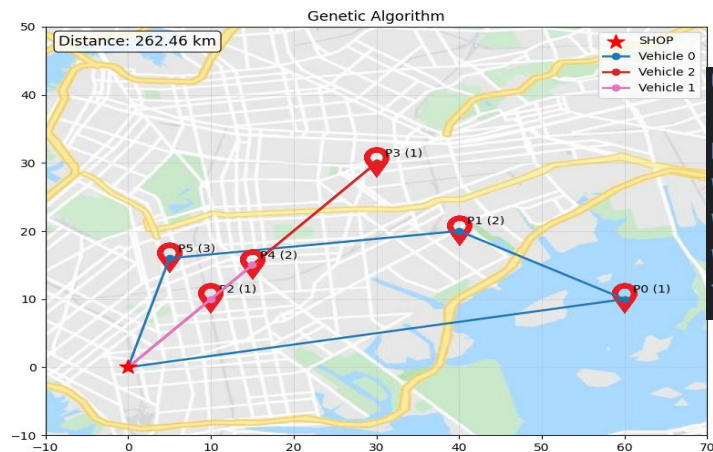 Genetic Algorithm
Distance: 262.46 km
SHOP
Vehicle 0
Vehicle 2
Vehicle 1
P3 (1)
P1 (2)
P5 (3)
P4 (2)
P2 (1)
P0 (1)
50
40
30
20
10
0
−10
−10 0 10 20 30 40 50 60 70